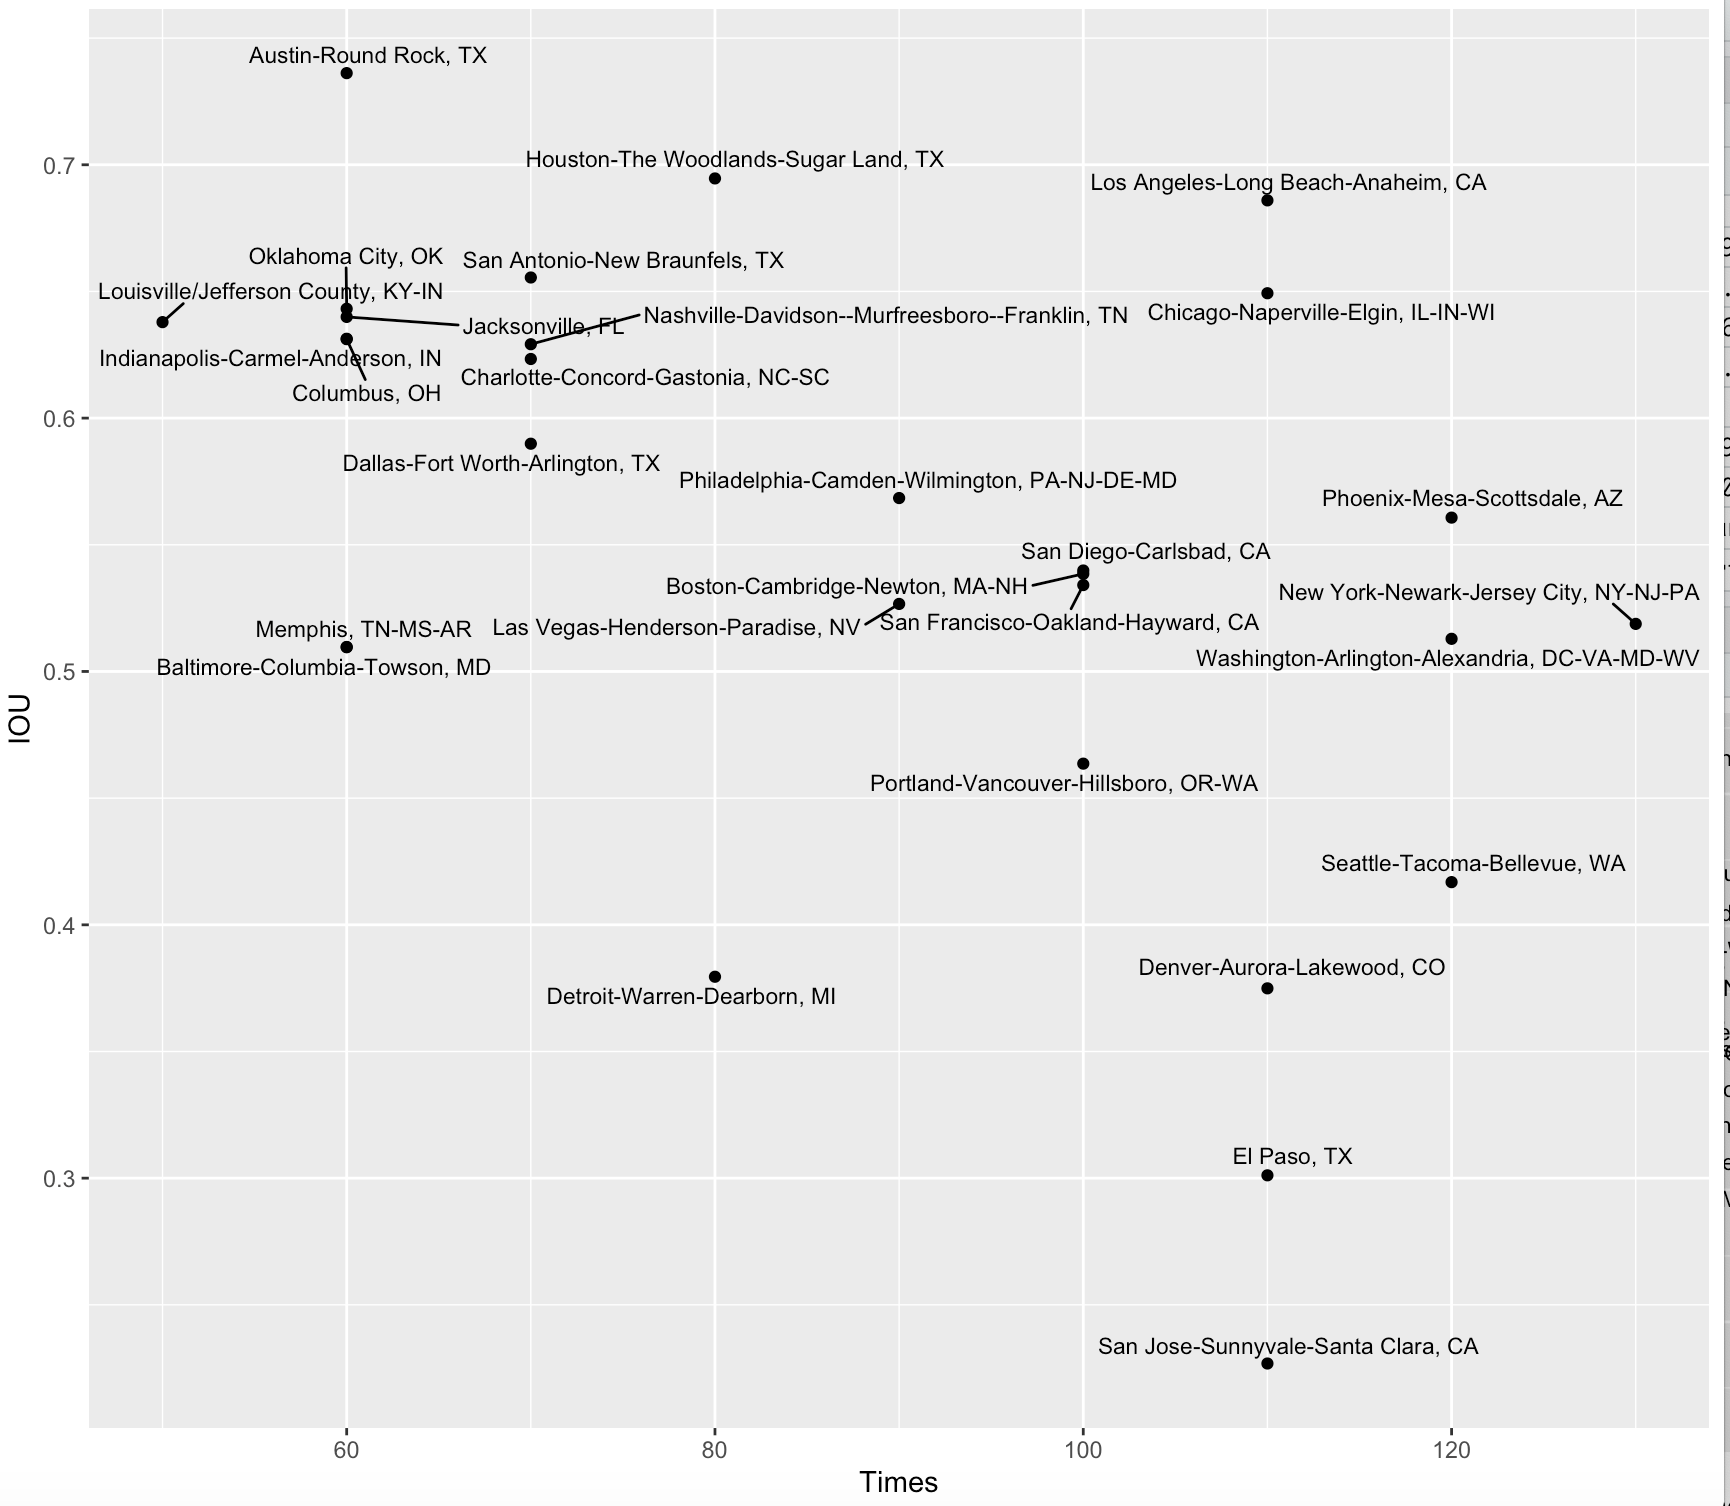 Austin-Round Rock, TX
Houston-The Woodlands-Sugar Land, TX
0.7
Los Angeles-Long Beach-Anaheim, CA
Oklahoma City, OK
San Antonio-New Braunfels, TX
Louisville/Jefferson County, KY-IN
Chicago-Naperville-Elgin, IL-IN-WI
Nashville-Davidson--Murfreesboro--Franklin, TN
Jacksonville, FL
Indianapolis-Carmel-Anderson, IN
Charlotte-Concord-Gastonia, NC-SC
Columbus, OH
0.6
Dallas-Fort Worth-Arlington, TX
Philadelphia-Camden-Wilmington, PA-NJ-DE-MD
Phoenix-Mesa-Scottsdale, AZ
San Diego-Carlsbad, CA
Boston-Cambridge-Newton, MA-NH
New York-Newark-Jersey City, NY-NJ-PA
San Francisco-Oakland-Hayward, CA
Las Vegas-Henderson-Paradise, NV
Memphis, TN-MS-AR
Washington-Arlington-Alexandria, DC-VA-MD-WV
Baltimore-Columbia-Towson, MD
0.5
IOU
Portland-Vancouver-Hillsboro, OR-WA
Seattle-Tacoma-Bellevue, WA
0.4
Denver-Aurora-Lakewood, CO
Detroit-Warren-Dearborn, MI
El Paso, TX
0.3
San Jose-Sunnyvale-Santa Clara, CA
60
80
100
120
Times